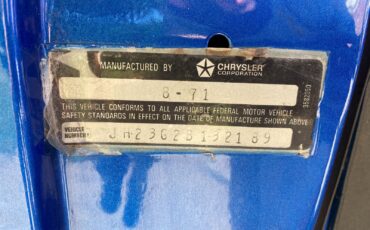 MANUFACTURED BY CHRYSLER
CORPORATION
8-71
THIS VEHICLE CONFORMS TO ALL APPLICABLE FEDERAL MOTOR VEHICLE
SAFETY STANDARDS IN EFFECT ON THE DATE OF MANUFACTURE SHOWN ABOVE
VEHICLE
NUMBER
JH23G2B132189